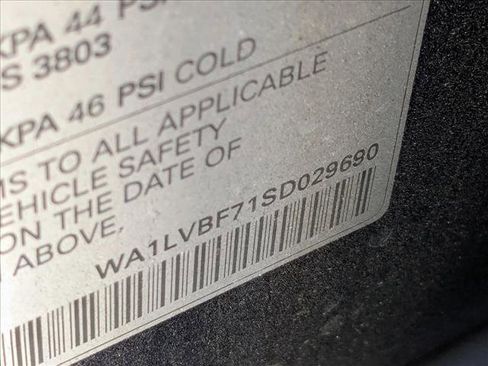 KPA 44 PSI
S 3803
KPA 46 PSI COLD
MS TO ALL APPLICABLE
EHICLE SAFETY
ON THE DATE OF
ABOVE.
WA1LVBF71SD029690